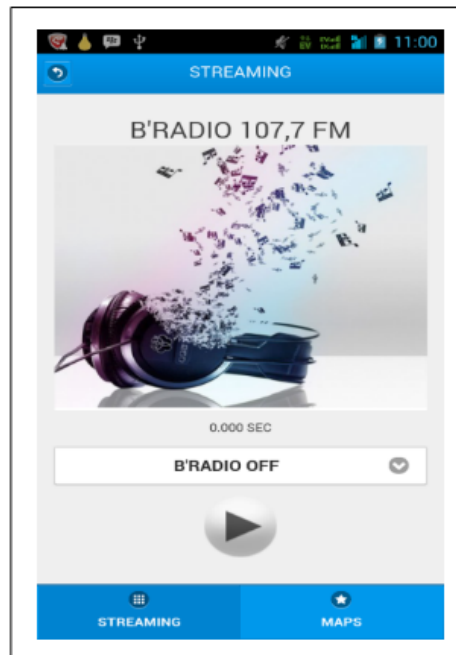 11:00
STREAMING
B'RADIO 107,7 FM
0.000 SEC
B'RADIO OFF
STREAMING
MAPS